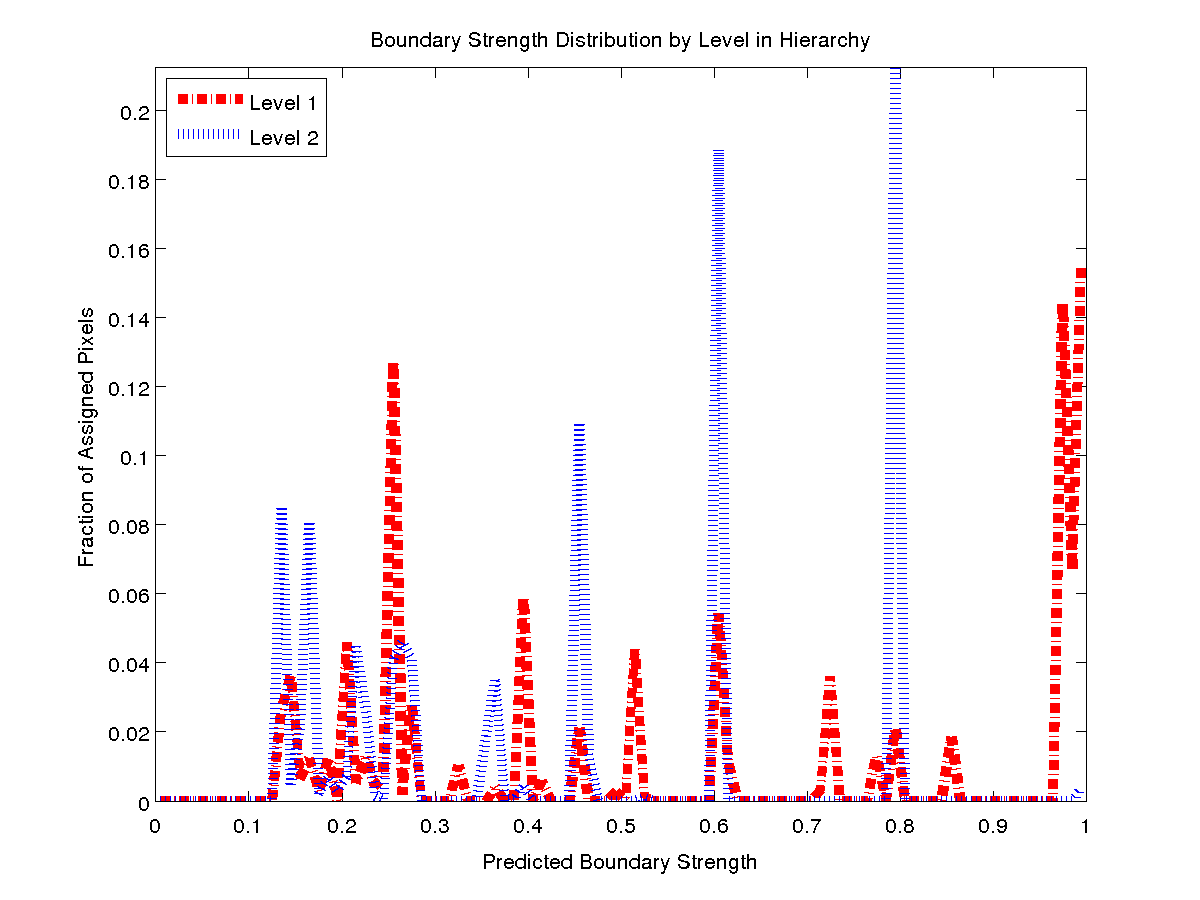 Boundary Strength Distribution by Level in Hierarchy
Level 1
Level 2
0.2
0.18
0.16
0.14
0.12
0.1
0.08
0.06
0.04
0.02
0
Fraction of Assigned Pixels
0 0.1 0.2 0.3 0.4 0.5 0.6 0.7 0.8 0.9 1
Predicted Boundary Strength